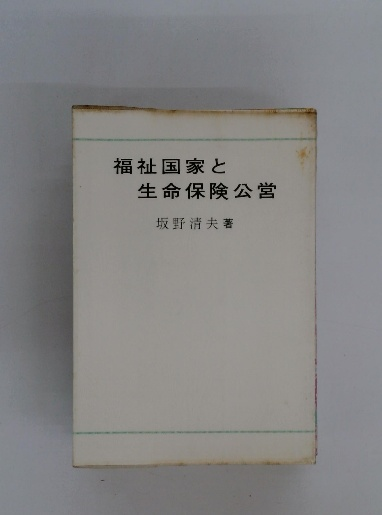 福祉国家と
生命保険公営
坂野清夫著